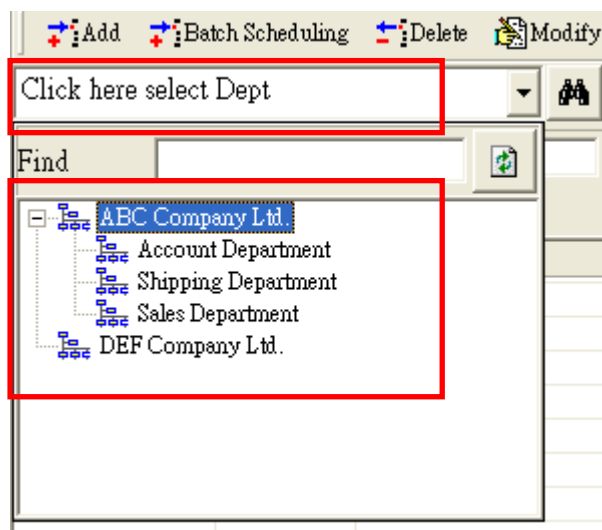 Add Batch Scheduling Delete Modify
Click here select Dept
Find
ABC Company Ltd.
Account Department
Shipping Department
Sales Department
DEF Company Ltd.